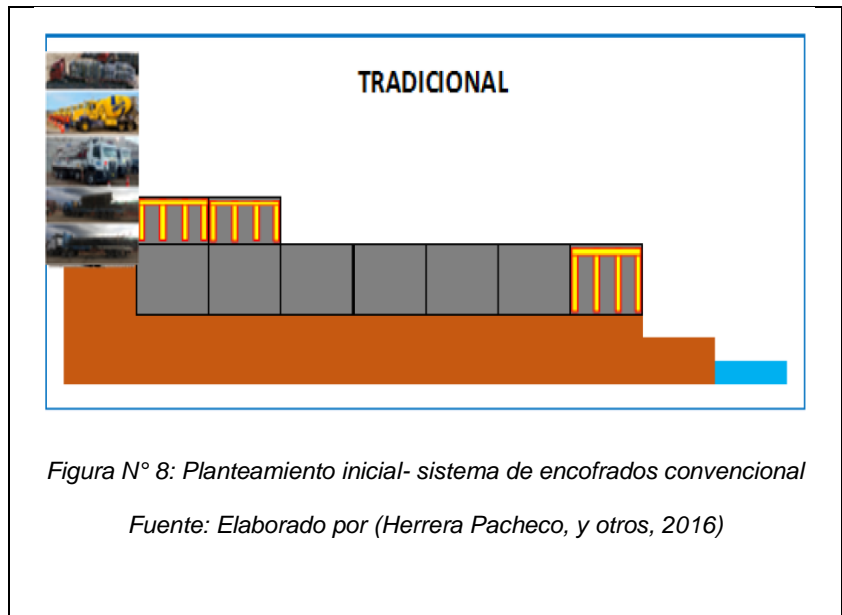 TRADICIONAL
Figura N° 8: Planteamiento inicial- sistema de encofrados convencional
Fuente: Elaborado por (Herrera Pacheco, y otros, 2016)